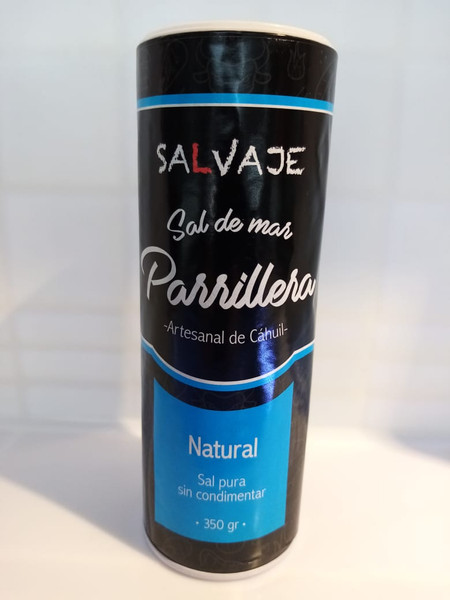 SALVAJE
Sal de mar
Parrillera
-Artesanal de Cáhuil-
Natural
Sal pura
sin condimentar
• 350 gr •